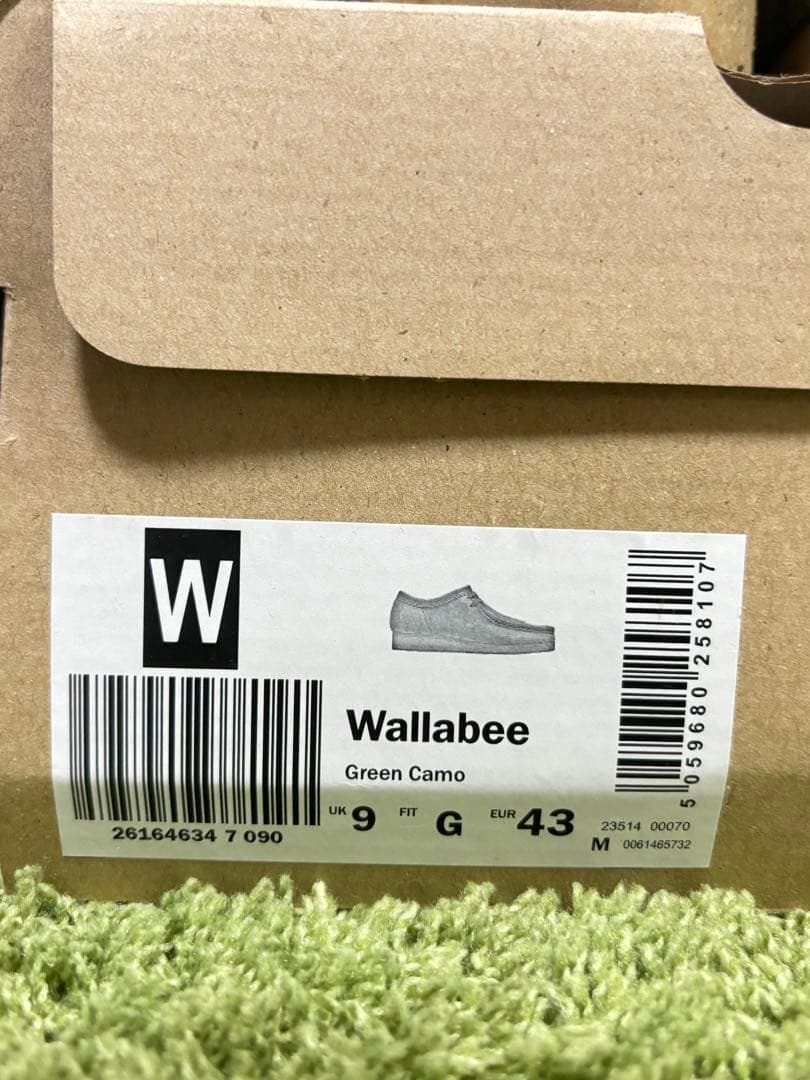 W
26164634 7 090
Wallabee
Green Camo
UK 9 FIT G EUR 43
5 059680 258107
23514 00070
M 0061465732